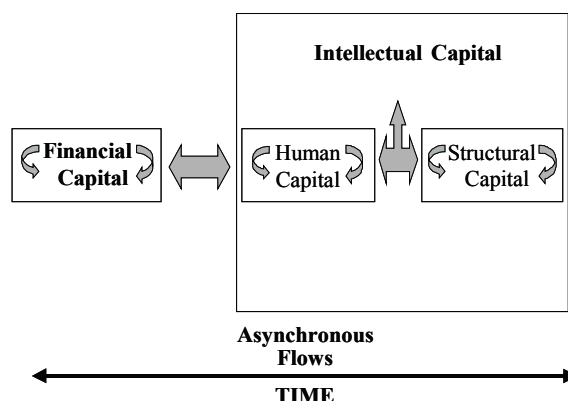 Intellectual Capital
Financial
Capital
Human
Capital
Structural
Capital
Asynchronous
Flows
TIME